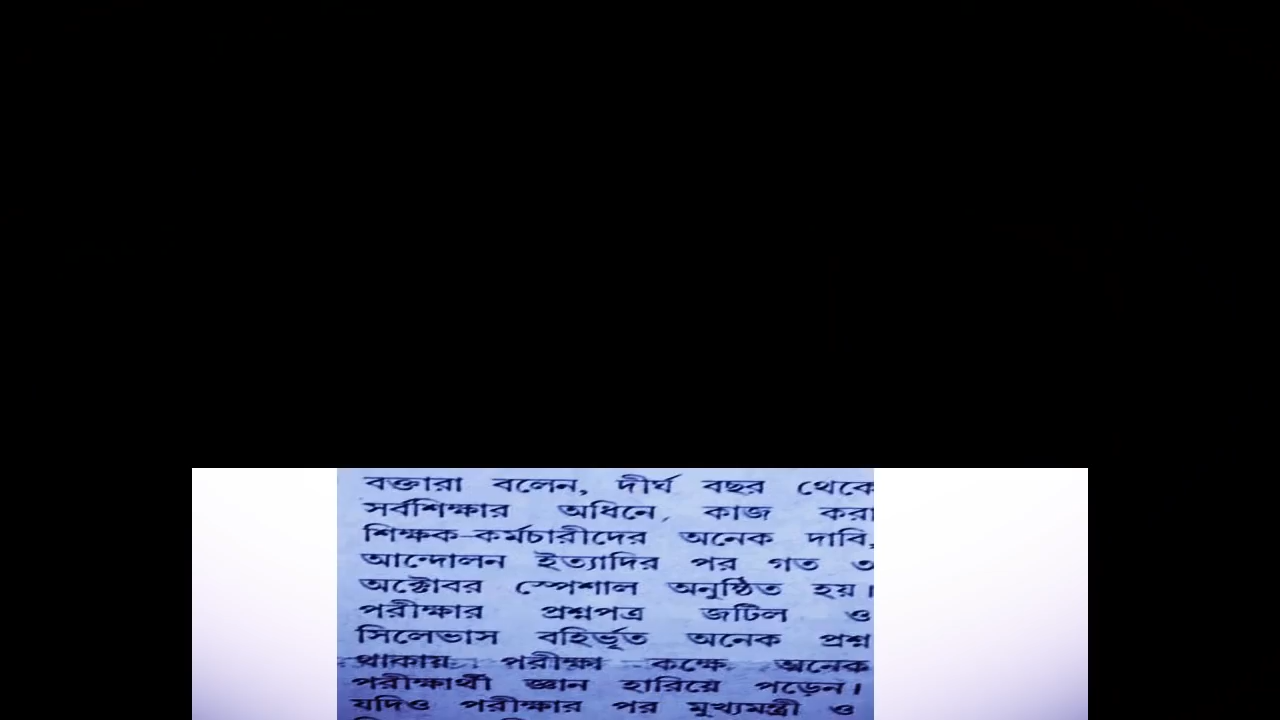 বক্তারা বলেন, দীর্ঘ বছর থেকে
সর্বশিক্ষার অধিনে, কাজ করা
শিক্ষক-কর্মচারীদের অনেক দাবি,
আন্দোলন ইত্যাদির পর গত ৩
অক্টোবর স্পেশাল অনুষ্ঠিত হয়।
পরীক্ষার প্রশ্নপত্র জটিল ও
সিলেভাস বহির্ভূত অনেক প্রশ্ন
থাকায় পরীক্ষা কক্ষে অনেক
পরীক্ষার্থী জ্ঞান হারিয়ে পড়েন।
যদিও পরীক্ষার পর মুখ্যমন্ত্রী ও